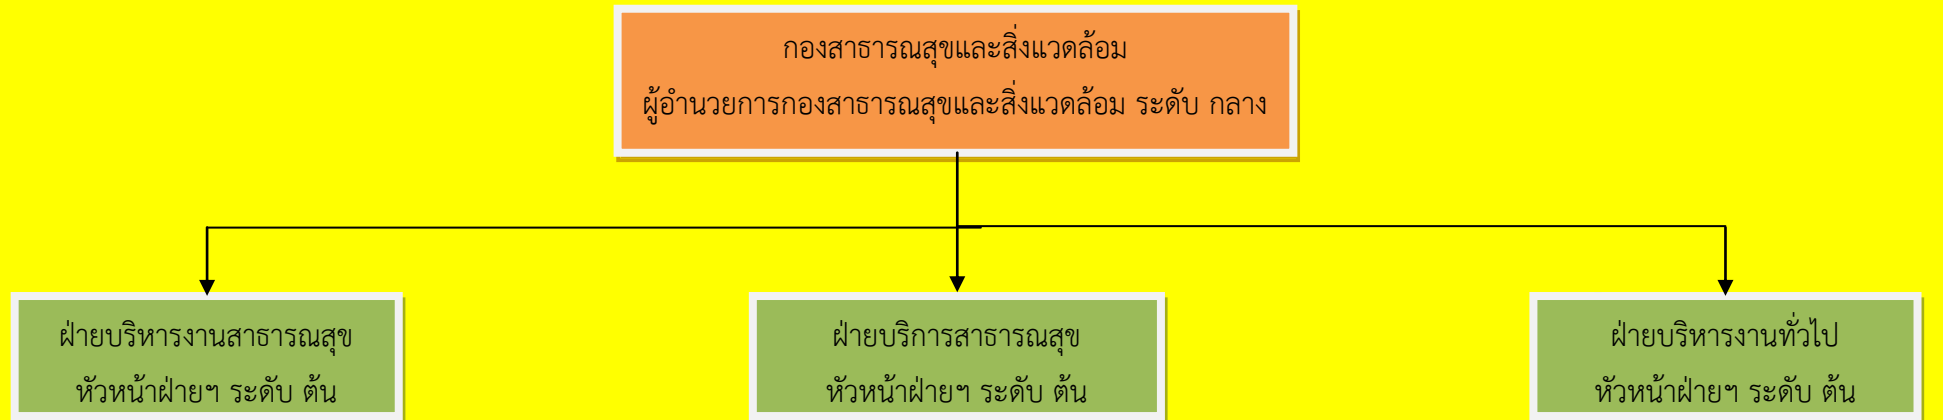 กองสาธารณสุขและสิ่งแวดล้อม
ผู้อำนวยการกองสาธารณสุขและสิ่งแวดล้อม ระดับ กลาง
ฝ่ายบริหารงานสาธารณสุข
หัวหน้าฝ่ายฯ ระดับ ต้น
ฝ่ายบริการสาธารณสุข
หัวหน้าฝ่ายฯ ระดับ ต้น
ฝ่ายบริหารงานทั่วไป
หัวหน้าฝ่ายฯ ระดับ ต้น